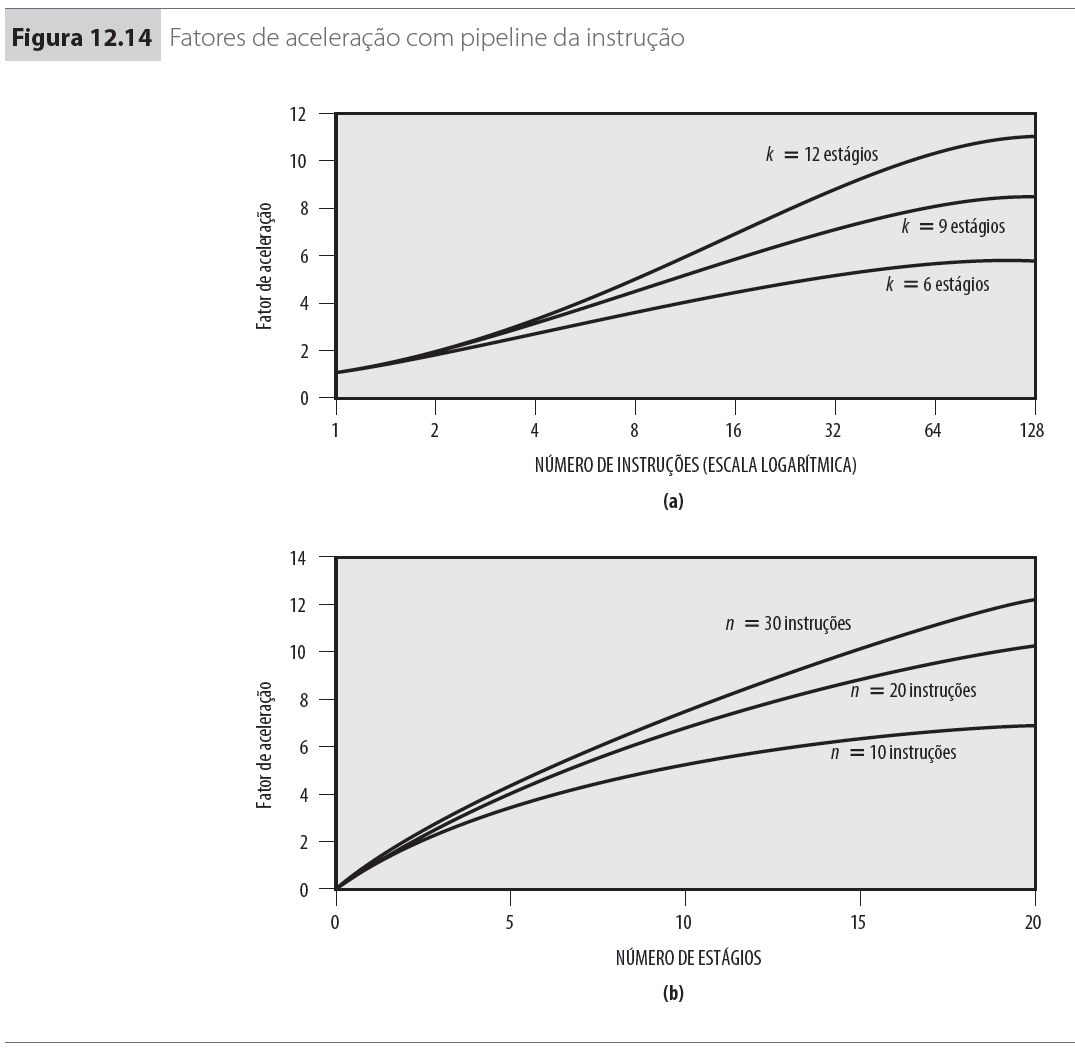 Figura 12.14 Fatores de aceleração com pipeline da instrução
12
10
8
6
4
2
0
Fator de aceleração
k = 12 estágios
k = 9 estágios
k = 6 estágios
1 2 4 8 16 32 64 128
NÚMERO DE INSTRUÇÕES (ESCALA LOGARÍTMICA)
(a)
14
12
10
8
6
4
2
0
Fator de aceleração
n = 30 instruções
n = 20 instruções
n = 10 instruções
0 5 10 15 20
NÚMERO DE ESTÁGIOS
(b)